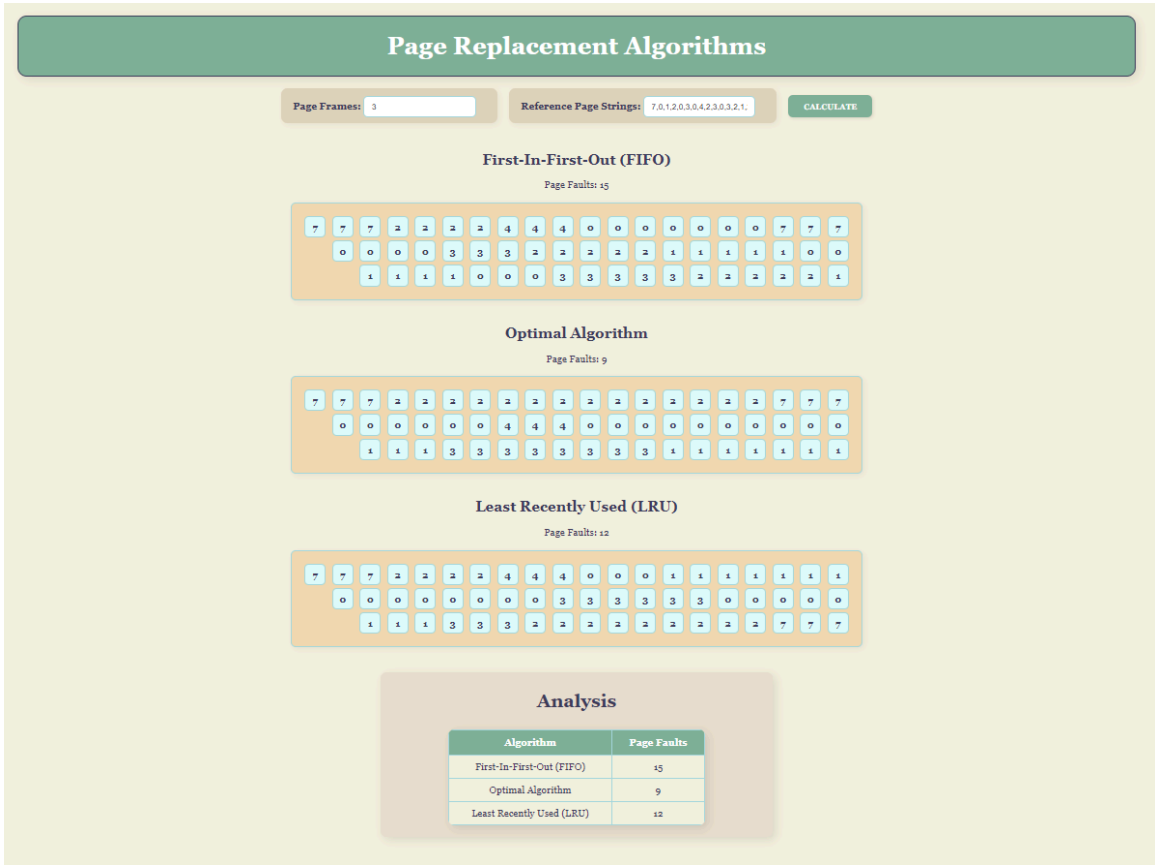 Page Replacement Algorithms
Page Frames: 3 Reference Page Strings: 7,0,1,2,0,3,0,4,2,3,0,3,2,1, CALCULATE
First-In-First-Out (FIFO)
Page Faults: 15
7 7 7 2 2 2 2 4 4 4 0 0 0 0 0 0 0 7 7 7
0 0 0 0 3 3 3 2 2 2 2 2 1 1 1 1 1 0 0
1 1 1 1 0 0 0 3 3 3 3 3 2 2 2 2 2 1
Optimal Algorithm
Page Faults: 9
7 7 7 2 2 2 2 2 2 2 2 2 2 2 2 2 2 7 7 7
0 0 0 0 0 0 4 4 4 0 0 0 0 0 0 0 0 0 0
1 1 1 3 3 3 3 3 3 3 3 1 1 1 1 1 1 1
Least Recently Used (LRU)
Page Faults: 12
7 7 7 2 2 2 2 4 4 4 0 0 0 1 1 1 1 1 1 1
0 0 0 0 0 0 0 0 3 3 3 3 3 3 0 0 0 0 0
1 1 1 3 3 3 2 2 2 2 2 2 2 2 2 7 7 7
Analysis
Algorithm Page Faults
First-In-First-Out (FIFO) 15
Optimal Algorithm 9
Least Recently Used (LRU) 12